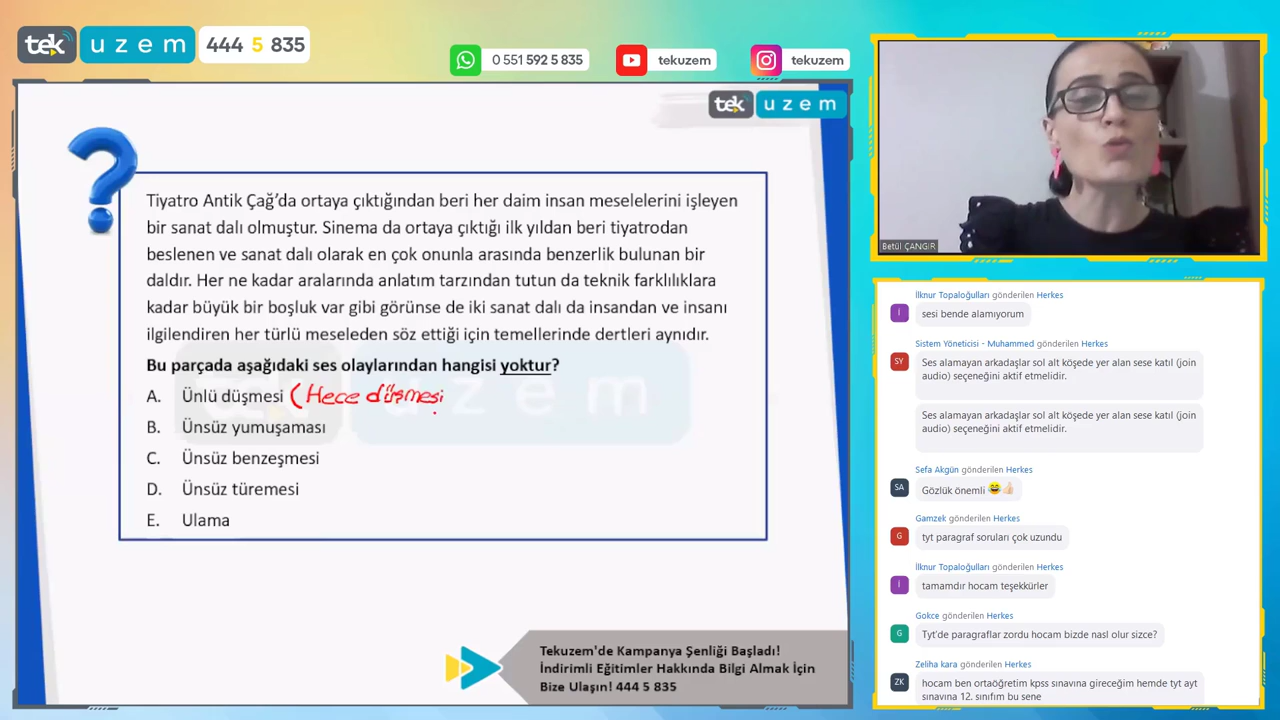 tek uzem 444 5 835
0 551 592 5 835
tekuzem
tekuzem
tek uzem
Tiyatro Antik Çağ’da ortaya çıktığından beri her daim insan meselelerini işleyen
bir sanat dalı olmuştur. Sinema da ortaya çıktığı ilk yıldan beri tiyatrodan
beslenen ve sanat dalı olarak en çok onunla arasında benzerlik bulunan bir
daldır. Her ne kadar aralarında anlatım tarzından tutun da teknik farklılıklara
kadar büyük bir boşluk var gibi görünse de iki sanat dalı da insandan ve insanı
ilgilendiren her türlü meseleden söz ettiği için temellerinde dertleri aynıdır.
Bu parçada aşağıdaki ses olaylarından hangisi yoktur?
A. Ünlü düşmesi (Hece düşmesi
B. Ünsüz yumuşaması
C. Ünsüz benzeşmesi
D. Ünsüz türemesi
E. Ulama
Tekuzem'de Kampanya Şenliği Başladı!
İndirimli Eğitimler Hakkında Bilgi Almak İçin
Bize Ulaşın! 444 5 835
Betül ÇANGIR
İlknur Topaloğulları gönderilen Herkes
İ
sesi bende alamıyorum
Sistem Yöneticisi - Muhammed gönderilen Herkes
SY
Ses alamayan arkadaşlar sol alt köşede yer alan sese katıl (join
audio) seçeneğini aktif etmelidir.
Ses alamayan arkadaşlar sol alt köşede yer alan sese katıl (join
audio) seçeneğini aktif etmelidir.
Sefa Akgün gönderilen Herkes
SA
Gözlük önemli 😂👍🏻
Gamzek gönderilen Herkes
G
tyt paragraf soruları çok uzundu
İlknur Topaloğulları gönderilen Herkes
İ
tamamdır hocam teşekkürler
Gokce gönderilen Herkes
G
Tyt'de paragraflar zordu hocam bizde nasıl olur sizce?
Zeliha kara gönderilen Herkes
ZK
hocam ben ortaöğretim kpss sınavına gireceğim hemde tyt ayt
sınavına 12. sınıfım bu sene